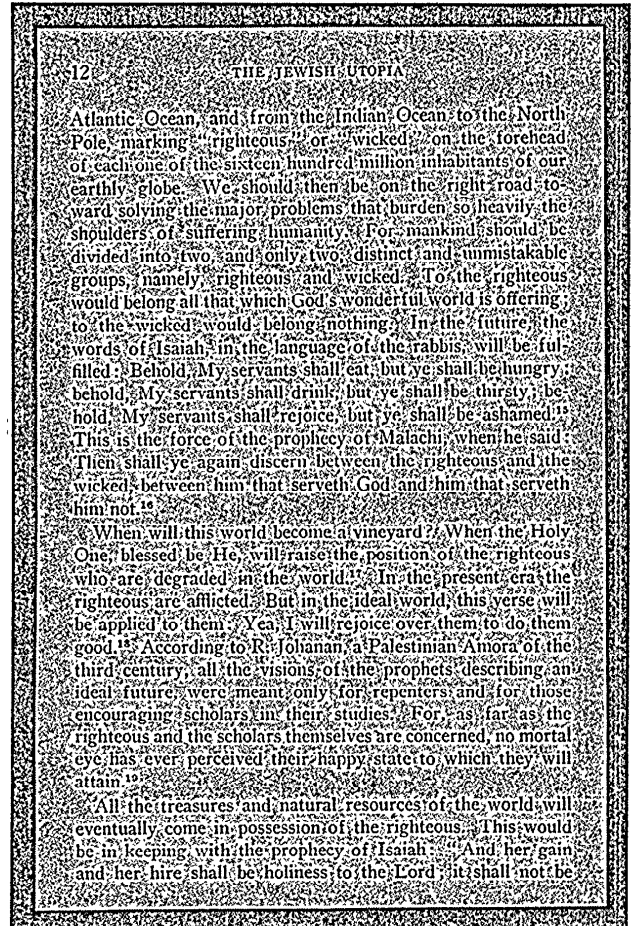 12 THE JEWISH UTOPIA
Atlantic Ocean, and from the Indian Ocean to the North
Pole, marking "righteous" or "wicked" on the forehead
of each one of the sixteen hundred million inhabitants of our
earthly globe. We should then be on the right road to-
ward solving the major problems that burden so heavily the
shoulders of suffering humanity. For mankind should be
divided into two, and only two, distinct and unmistakable
groups, namely, righteous and wicked. To the righteous
would belong all that which God's wonderful world is offering;
to the wicked would belong nothing. In the future, the
words of Isaiah, in the language of the rabbis, will be ful-
filled: Behold, My servants shall eat, but ye shall be hungry;
behold, My servants shall drink, but ye shall be thirsty; be-
hold, My servants shall rejoice, but ye shall be ashamed.15
This is the force of the prophecy of Malachi, when he said:
Then shall ye again discern between the righteous and the
wicked, between him that serveth God and him that serveth
him not.16
When will this world become a vineyard? When the Holy
One, blessed be He, will raise the position of the righteous
who are degraded in the world.17 In the present era the
righteous are afflicted. But in the ideal world, this verse will
be applied to them: Yea, I will rejoice over them to do them
good.18 According to R. Johanan, a Palestinian Amora of the
third century, all the visions of the prophets describing an
ideal future were meant only for repenters and for those
encouraging scholars in their studies. For, as far as the
righteous and the scholars themselves are concerned, no mortal
eye has ever perceived their happy state to which they will
attain.19
All the treasures and natural resources of the world will
eventually come in possession of the righteous. This would
be in keeping with the prophecy of Isaiah: "And her gain
and her hire shall be holiness to the Lord; it shall not be